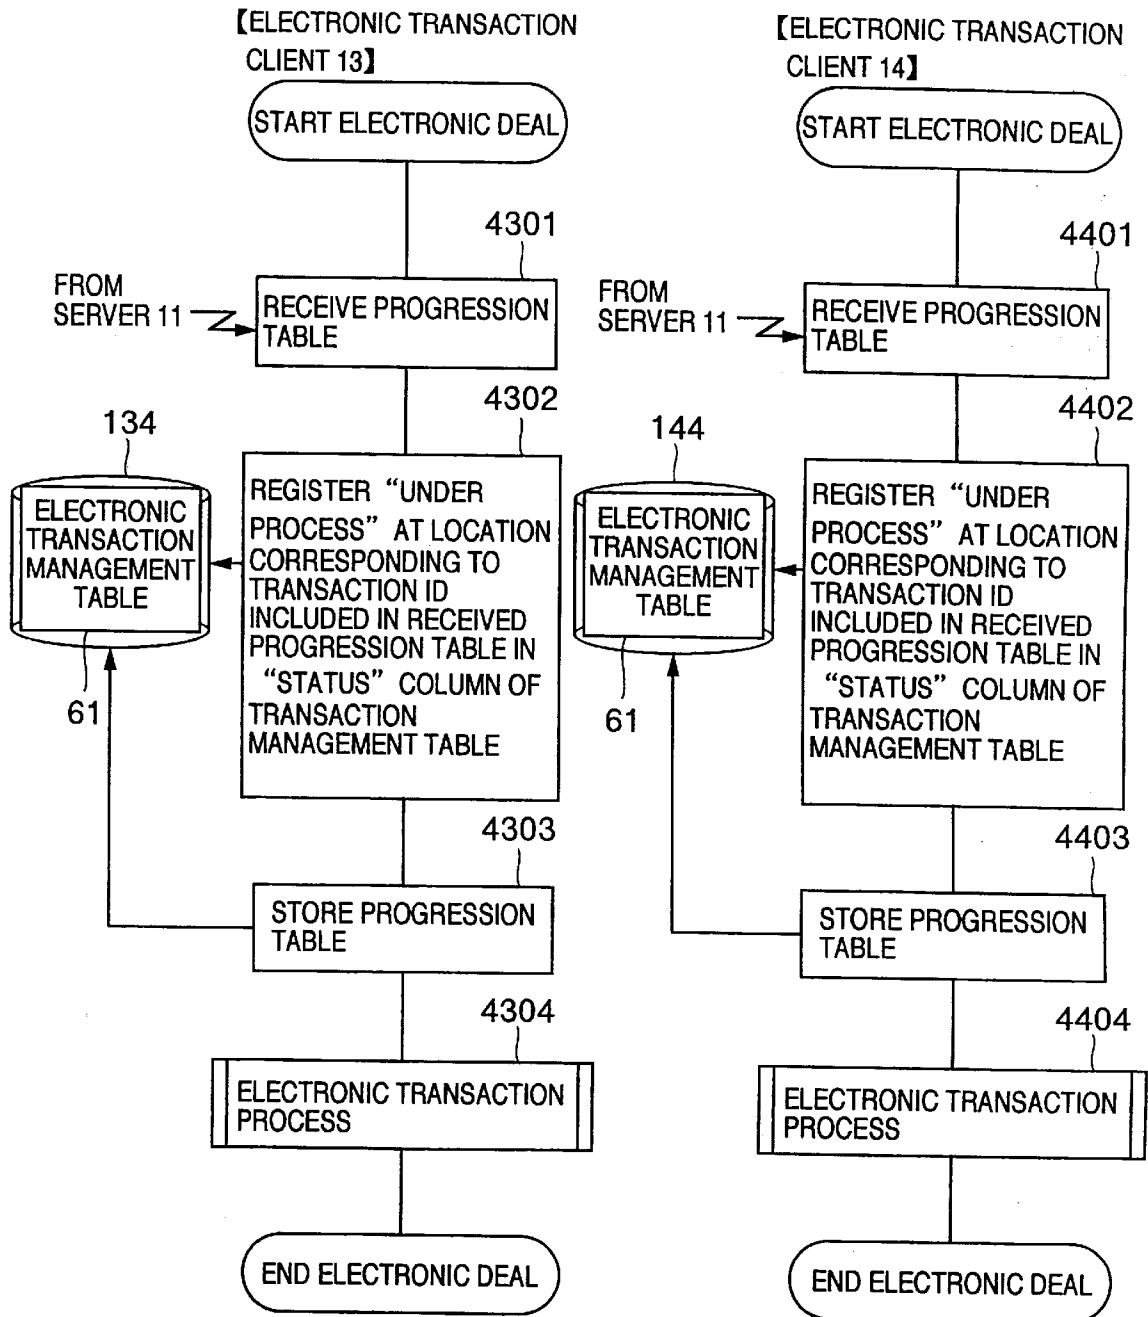 【ELECTRONIC TRANSACTION
CLIENT 13】
START ELECTRONIC DEAL
4301
FROM
SERVER 11
RECEIVE PROGRESSION
TABLE
4302
134
ELECTRONIC
TRANSACTION
MANAGEMENT
TABLE
61
REGISTER “UNDER
PROCESS” AT LOCATION
CORRESPONDING TO
TRANSACTION ID
INCLUDED IN RECEIVED
PROGRESSION TABLE IN
“STATUS” COLUMN OF
TRANSACTION
MANAGEMENT TABLE
4303
STORE PROGRESSION
TABLE
4304
ELECTRONIC TRANSACTION
PROCESS
END ELECTRONIC DEAL
【ELECTRONIC TRANSACTION
CLIENT 14】
START ELECTRONIC DEAL
4401
FROM
SERVER 11
RECEIVE PROGRESSION
TABLE
4402
144
ELECTRONIC
TRANSACTION
MANAGEMENT
TABLE
61
REGISTER “UNDER
PROCESS” AT LOCATION
CORRESPONDING TO
TRANSACTION ID
INCLUDED IN RECEIVED
PROGRESSION TABLE IN
“STATUS” COLUMN OF
TRANSACTION
MANAGEMENT TABLE
4403
STORE PROGRESSION
TABLE
4404
ELECTRONIC TRANSACTION
PROCESS
END ELECTRONIC DEAL